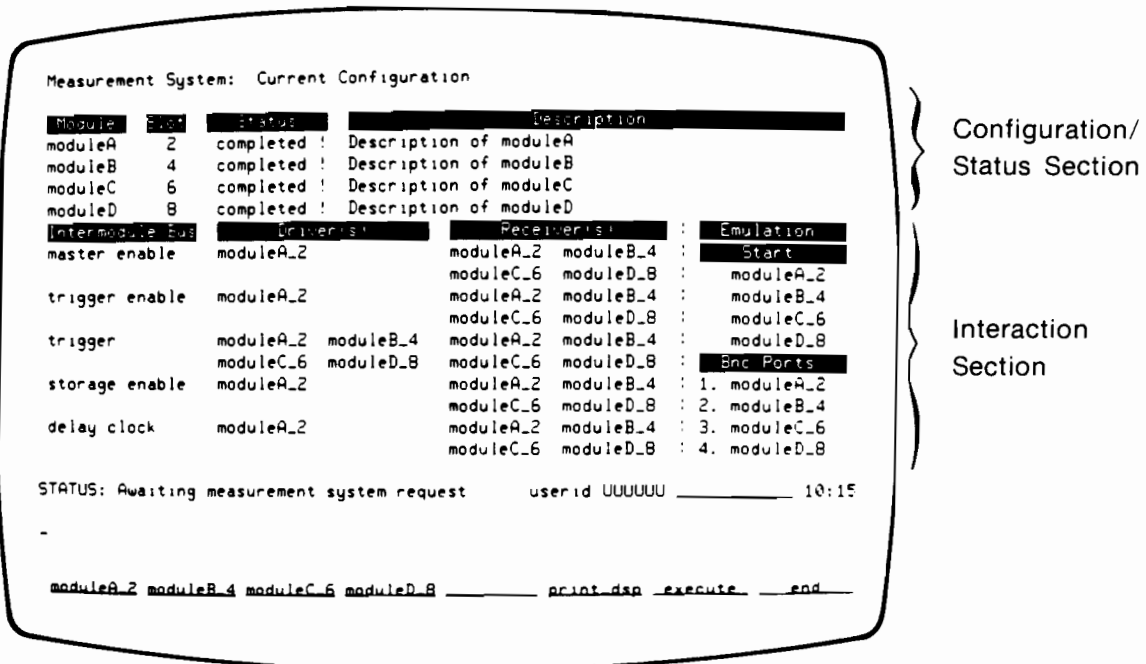 Measurement System: Current Configuration
Module Slot Status Description
moduleA 2 completed ! Description of moduleA
moduleB 4 completed ! Description of moduleB
moduleC 6 completed ! Description of moduleC
moduleD 8 completed ! Description of moduleD
Configuration/
Status Section
Intermodule Bus Driver(s) Receiver(s) : Emulation
master enable moduleA_2 moduleA_2 moduleB_4 : Start
moduleC_6 moduleD_8 : moduleA_2
trigger enable moduleA_2 moduleA_2 moduleB_4 : moduleB_4
moduleC_6 moduleD_8 : moduleC_6
trigger moduleA_2 moduleB_4 moduleA_2 moduleB_4 : moduleD_8
moduleC_6 moduleD_8 moduleC_6 moduleD_8 : Bnc Ports
storage enable moduleA_2 moduleA_2 moduleB_4 : 1. moduleA_2
moduleC_6 moduleD_8 : 2. moduleB_4
delay clock moduleA_2 moduleA_2 moduleB_4 : 3. moduleC_6
moduleC_6 moduleD_8 : 4. moduleD_8
Interaction
Section
STATUS: Awaiting measurement system request userid UUUUUU __________ 10:15
-
moduleA_2 moduleB_4 moduleC_6 moduleD_8 ________ print_dsp _execute_ __end__